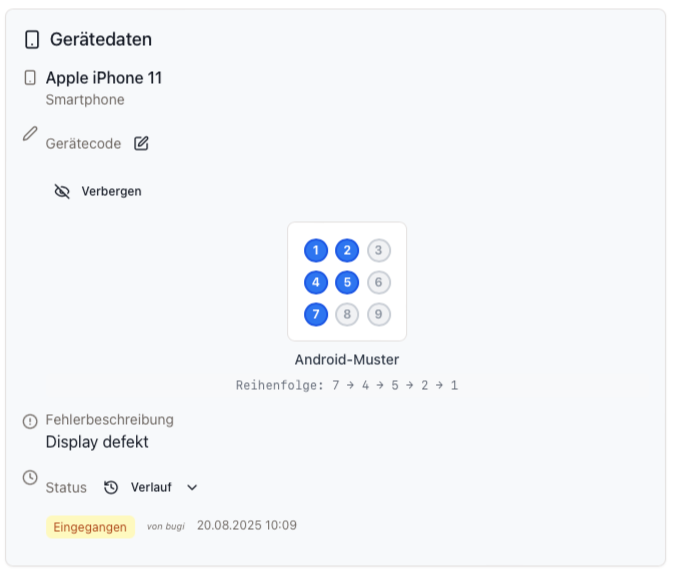 Gerätedaten
Apple iPhone 11
Smartphone
Gerätecode
Verbergen
1 2 3
4 5 6
7 8 9
Android-Muster
Reihenfolge: 7 → 4 → 5 → 2 → 1
Fehlerbeschreibung
Display defekt
Status Verlauf
Eingegangen von bugi 20.08.2025 10:09